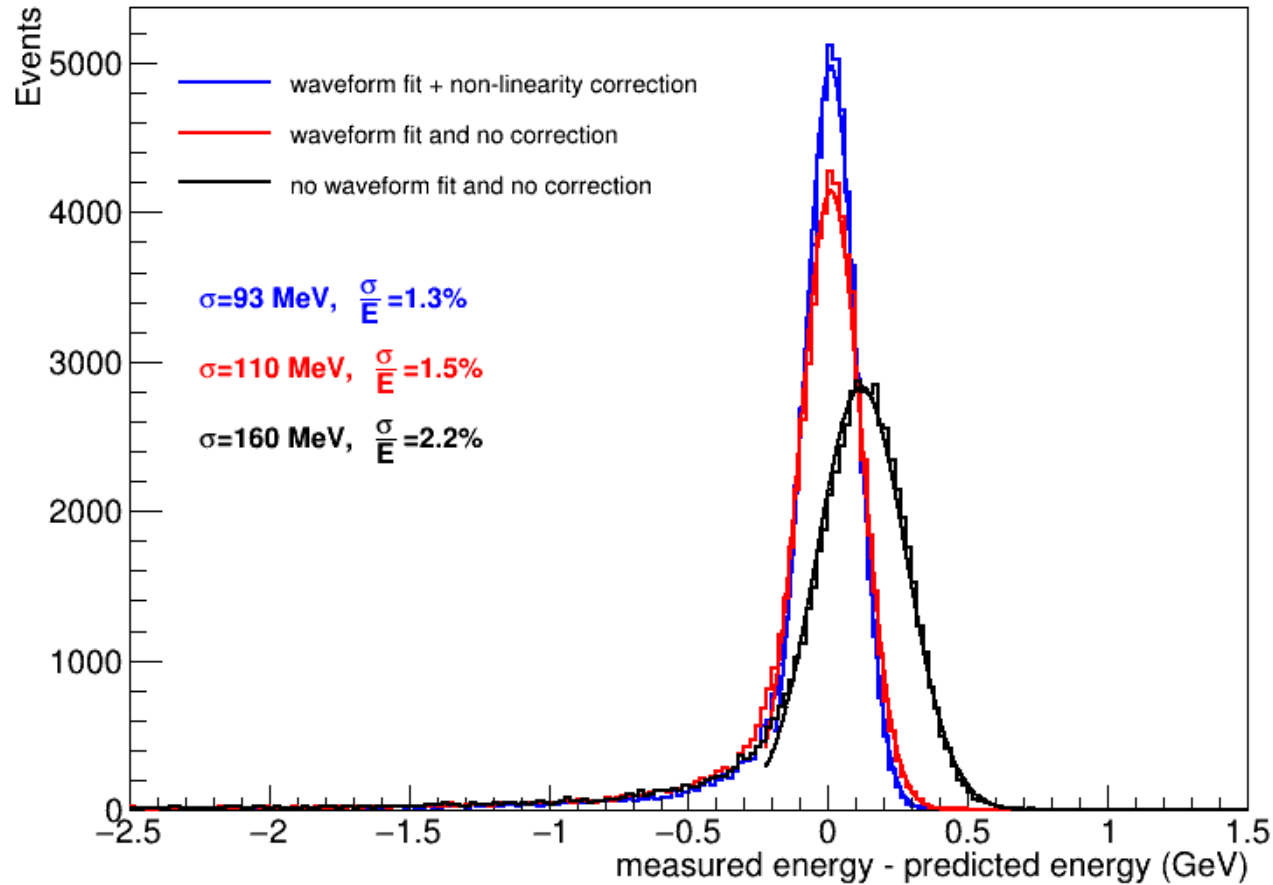 Events
5000
4000
3000
2000
1000
0
waveform fit + non-linearity correction
waveform fit and no correction
no waveform fit and no correction
σ=93 MeV, σ/E =1.3%
σ=110 MeV, σ/E =1.5%
σ=160 MeV, σ/E =2.2%
−2.5 −2 −1.5 −1 −0.5 0 0.5 1 1.5
measured energy - predicted energy (GeV)